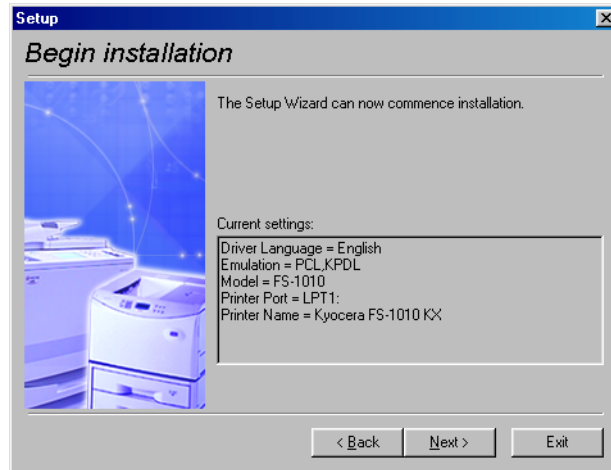 Setup
Begin installation
The Setup Wizard can now commence installation.
Current settings:
Driver Language = English
Emulation = PCL,KPDL
Model = FS-1010
Printer Port = LPT1:
Printer Name = Kyocera FS-1010 KX
< Back Next > Exit